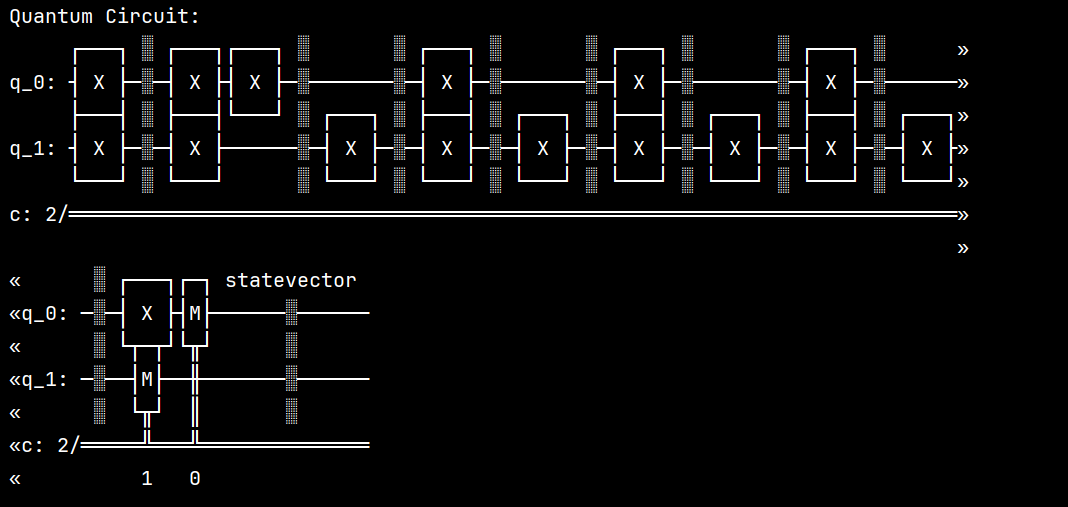 Quantum Circuit:
     ┌───┐ ░ ┌───┐┌───┐ ░       ░ ┌───┐ ░       ░ ┌───┐ ░       ░ ┌───┐ ░      »
q_0: ┤ X ├─░─┤ X ├┤ X ├─░───────░─┤ X ├─░───────░─┤ X ├─░───────░─┤ X ├─░──────»
     ├───┤ ░ ├───┤└───┘ ░ ┌───┐ ░ ├───┤ ░ ┌───┐ ░ ├───┤ ░ ┌───┐ ░ ├───┤ ░ ┌───┐»
q_1: ┤ X ├─░─┤ X ├──────░─┤ X ├─░─┤ X ├─░─┤ X ├─░─┤ X ├─░─┤ X ├─░─┤ X ├─░─┤ X ├»
     └───┘ ░ └───┘      ░ └───┘ ░ └───┘ ░ └───┘ ░ └───┘ ░ └───┘ ░ └───┘ ░ └───┘»
c: 2/══════════════════════════════════════════════════════════════════════════»
                                                                               »
«      ░ ┌───┐┌─┐ statevector 
«q_0: ─░─┤ X ├┤M├──────░──────
«      ░ └┬─┬┘└╥┘      ░      
«q_1: ─░──┤M├──╫───────░──────
«      ░  └╥┘  ║       ░      
«c: 2/═════╩═══╩══════════════
«          1   0